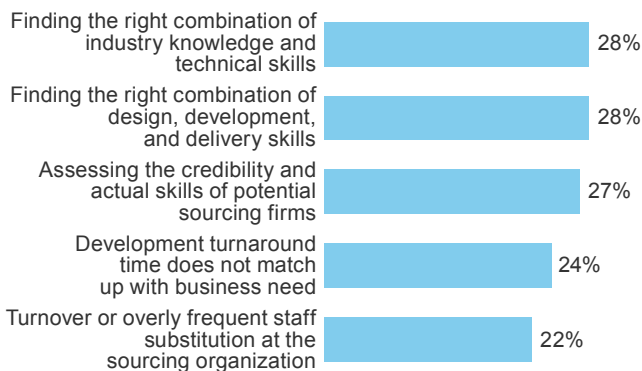 Finding the right combination of
industry knowledge and
technical skills
28%
Finding the right combination of
design, development,
and delivery skills
28%
Assessing the credibility and
actual skills of potential
sourcing firms
27%
Development turnaround
time does not match
up with business need
24%
Turnover or overly frequent staff
substitution at the
sourcing organization
22%